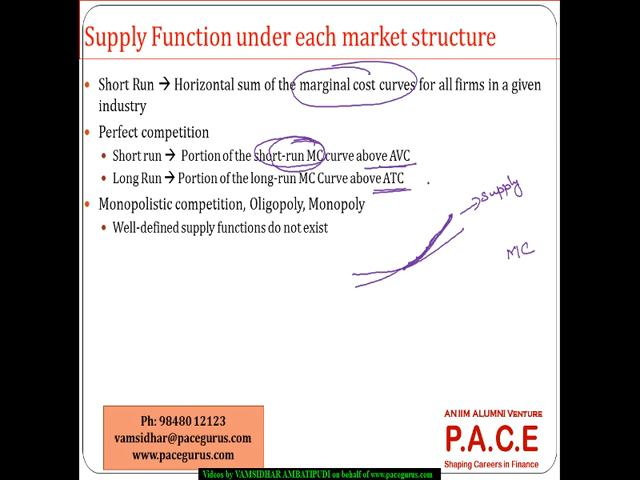 Supply Function under each market structure
• Short Run → Horizontal sum of the marginal cost curves for all firms in a given
industry
• Perfect competition
• Short run → Portion of the short-run MC curve above AVC
• Long Run → Portion of the long-run MC Curve above ATC
supply
• Monopolistic competition, Oligopoly, Monopoly
• Well-defined supply functions do not exist
MC
Ph: 98480 12123
vamsidhar@pacegurus.com
www.pacegurus.com
AN IIM ALUMNI VENTURE
P.A.C.E
Shaping Careers in Finance
Videos by VAMSIDHAR AMBATIPUDI on behalf of www.pacegurus.com